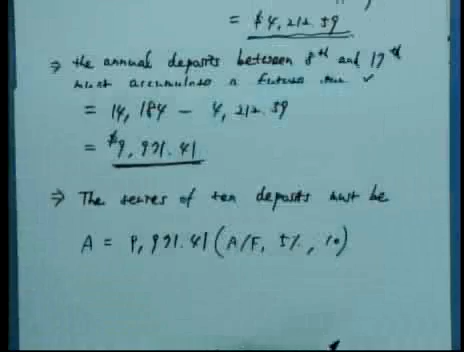 = $4,212.59
⇒ the annual deposits between 8th and 17th
must accumulate a future ✓
= 14,184 - 4,212.59
= $9,971.41
⇒ The series of ten deposits must be
A = 9,971.41 (A/F, 5%, 10)